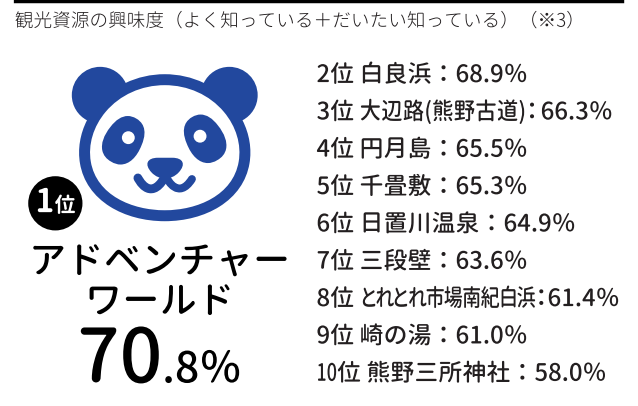 観光資源の興味度（よく知っている＋だいたい知っている）（※3）
1位
アドベンチャー
ワールド
70.8%
2位 白良浜：68.9%
3位 大辺路(熊野古道)：66.3%
4位 円月島：65.5%
5位 千畳敷：65.3%
6位 日置川温泉：64.9%
7位 三段壁：63.6%
8位 とれとれ市場南紀白浜：61.4%
9位 崎の湯：61.0%
10位 熊野三所神社：58.0%